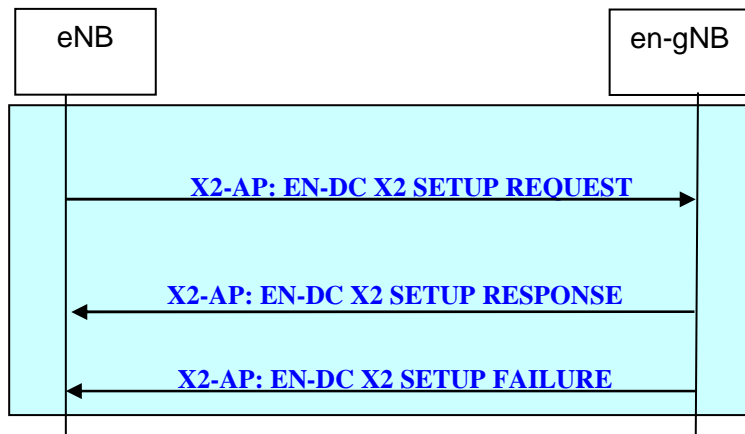 eNB
en-gNB
X2-AP: EN-DC X2 SETUP REQUEST
X2-AP: EN-DC X2 SETUP RESPONSE
X2-AP: EN-DC X2 SETUP FAILURE